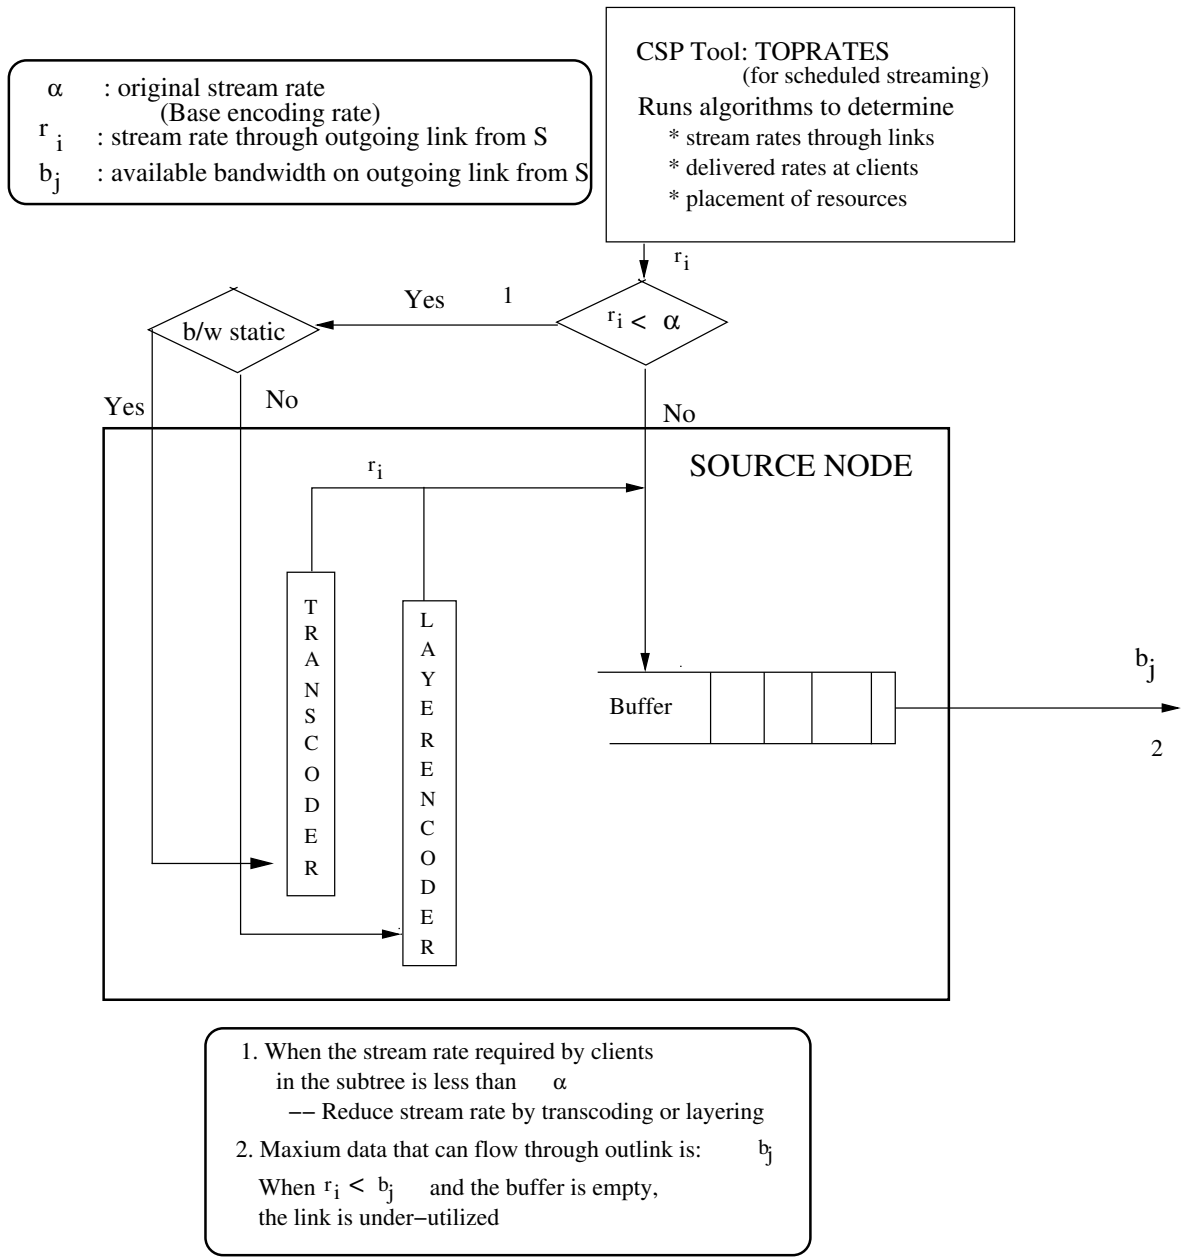 α : original stream rate
(Base encoding rate)
r i : stream rate through outgoing link from S
b j : available bandwidth on outgoing link from S
CSP Tool: TOPRATES
(for scheduled streaming)
Runs algorithms to determine
* stream rates through links
* delivered rates at clients
* placement of resources
r i
r i < α
1
Yes
b/w static
Yes
No
No
SOURCE NODE
r i
TRANSCODER
LAYERENCODER
Buffer
b j
2
1. When the stream rate required by clients
in the subtree is less than α
−− Reduce stream rate by transcoding or layering
2. Maxium data that can flow through outlink is: b j
When r i < b j and the buffer is empty,
the link is under−utilized